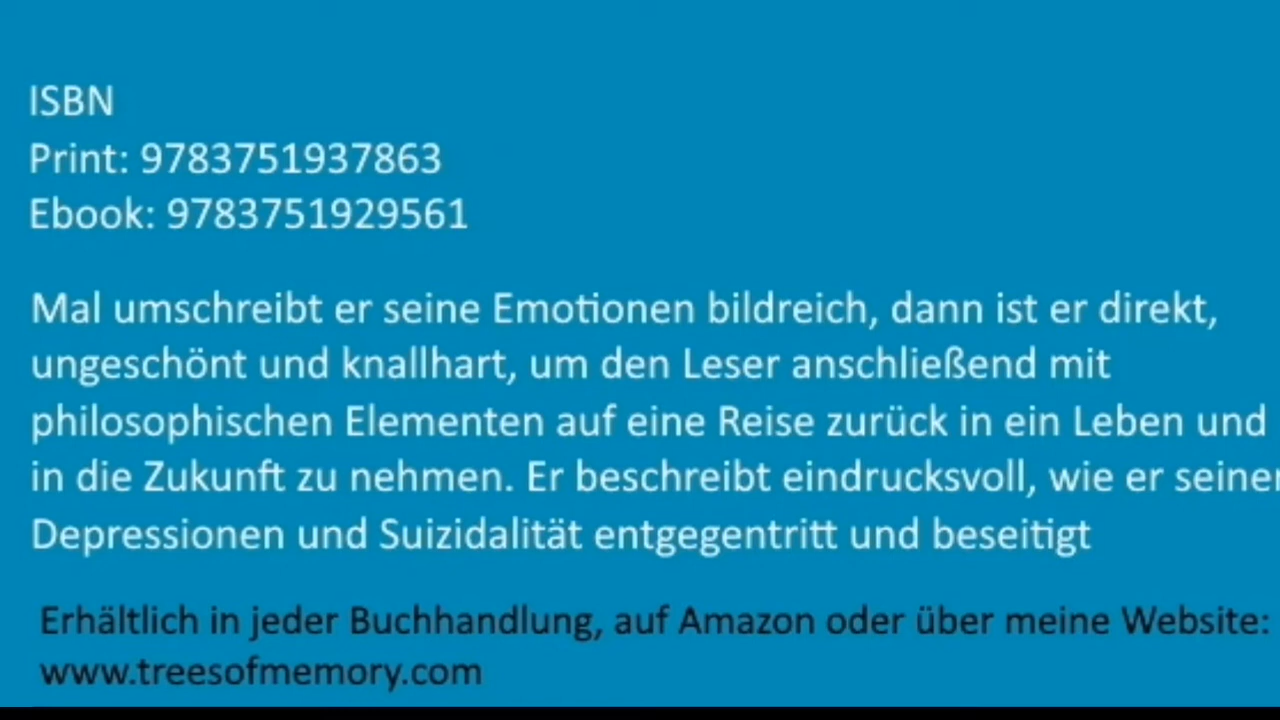 ISBN
Print: 9783751937863
Ebook: 9783751929561
Mal umschreibt er seine Emotionen bildreich, dann ist er direkt,
ungeschönt und knallhart, um den Leser anschließend mit
philosophischen Elementen auf eine Reise zurück in ein Leben und
in die Zukunft zu nehmen. Er beschreibt eindrucksvoll, wie er seiner
Depressionen und Suizidalität entgegentritt und beseitigt
Erhältlich in jeder Buchhandlung, auf Amazon oder über meine Website:
www.treesofmemory.com